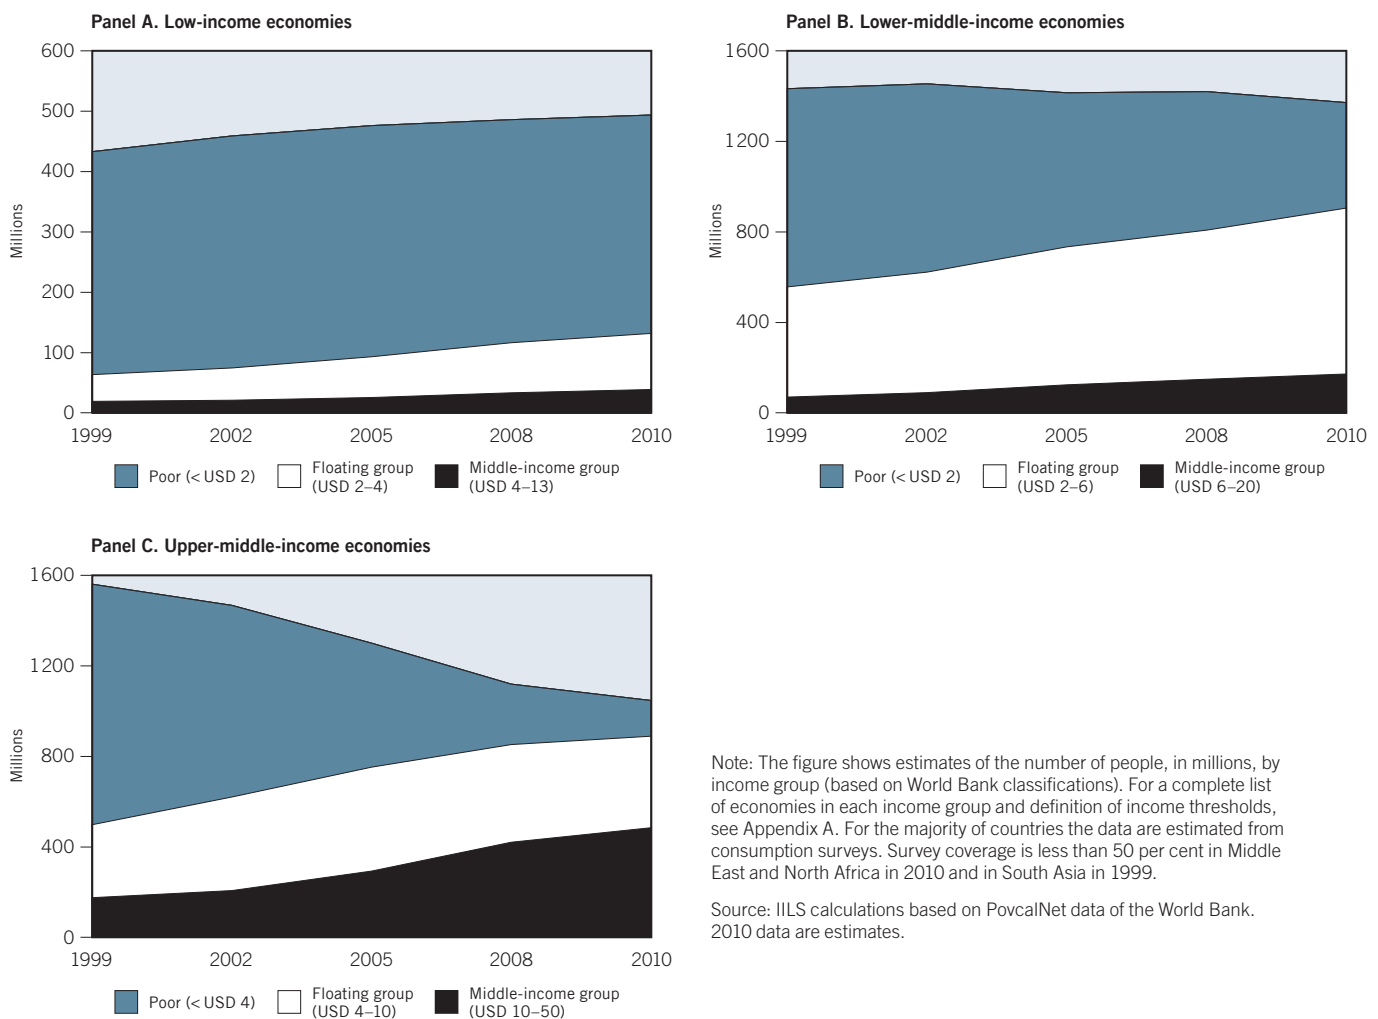 Panel A. Low-income economies
600
500
400
300
200
100
0
Millions
1999 2002 2005 2008 2010
Poor (< USD 2)
Floating group
(USD 2–4)
Middle-income group
(USD 4–13)
Panel B. Lower-middle-income economies
1600
1200
800
400
0
Millions
1999 2002 2005 2008 2010
Poor (< USD 2)
Floating group
(USD 2–6)
Middle-income group
(USD 6–20)
Panel C. Upper-middle-income economies
1600
1200
800
400
0
Millions
1999 2002 2005 2008 2010
Poor (< USD 4)
Floating group
(USD 4–10)
Middle-income group
(USD 10–50)
Note: The figure shows estimates of the number of people, in millions, by
income group (based on World Bank classifications). For a complete list
of economies in each income group and definition of income thresholds,
see Appendix A. For the majority of countries the data are estimated from
consumption surveys. Survey coverage is less than 50 per cent in Middle
East and North Africa in 2010 and in South Asia in 1999.
Source: IILS calculations based on PovcalNet data of the World Bank.
2010 data are estimates.